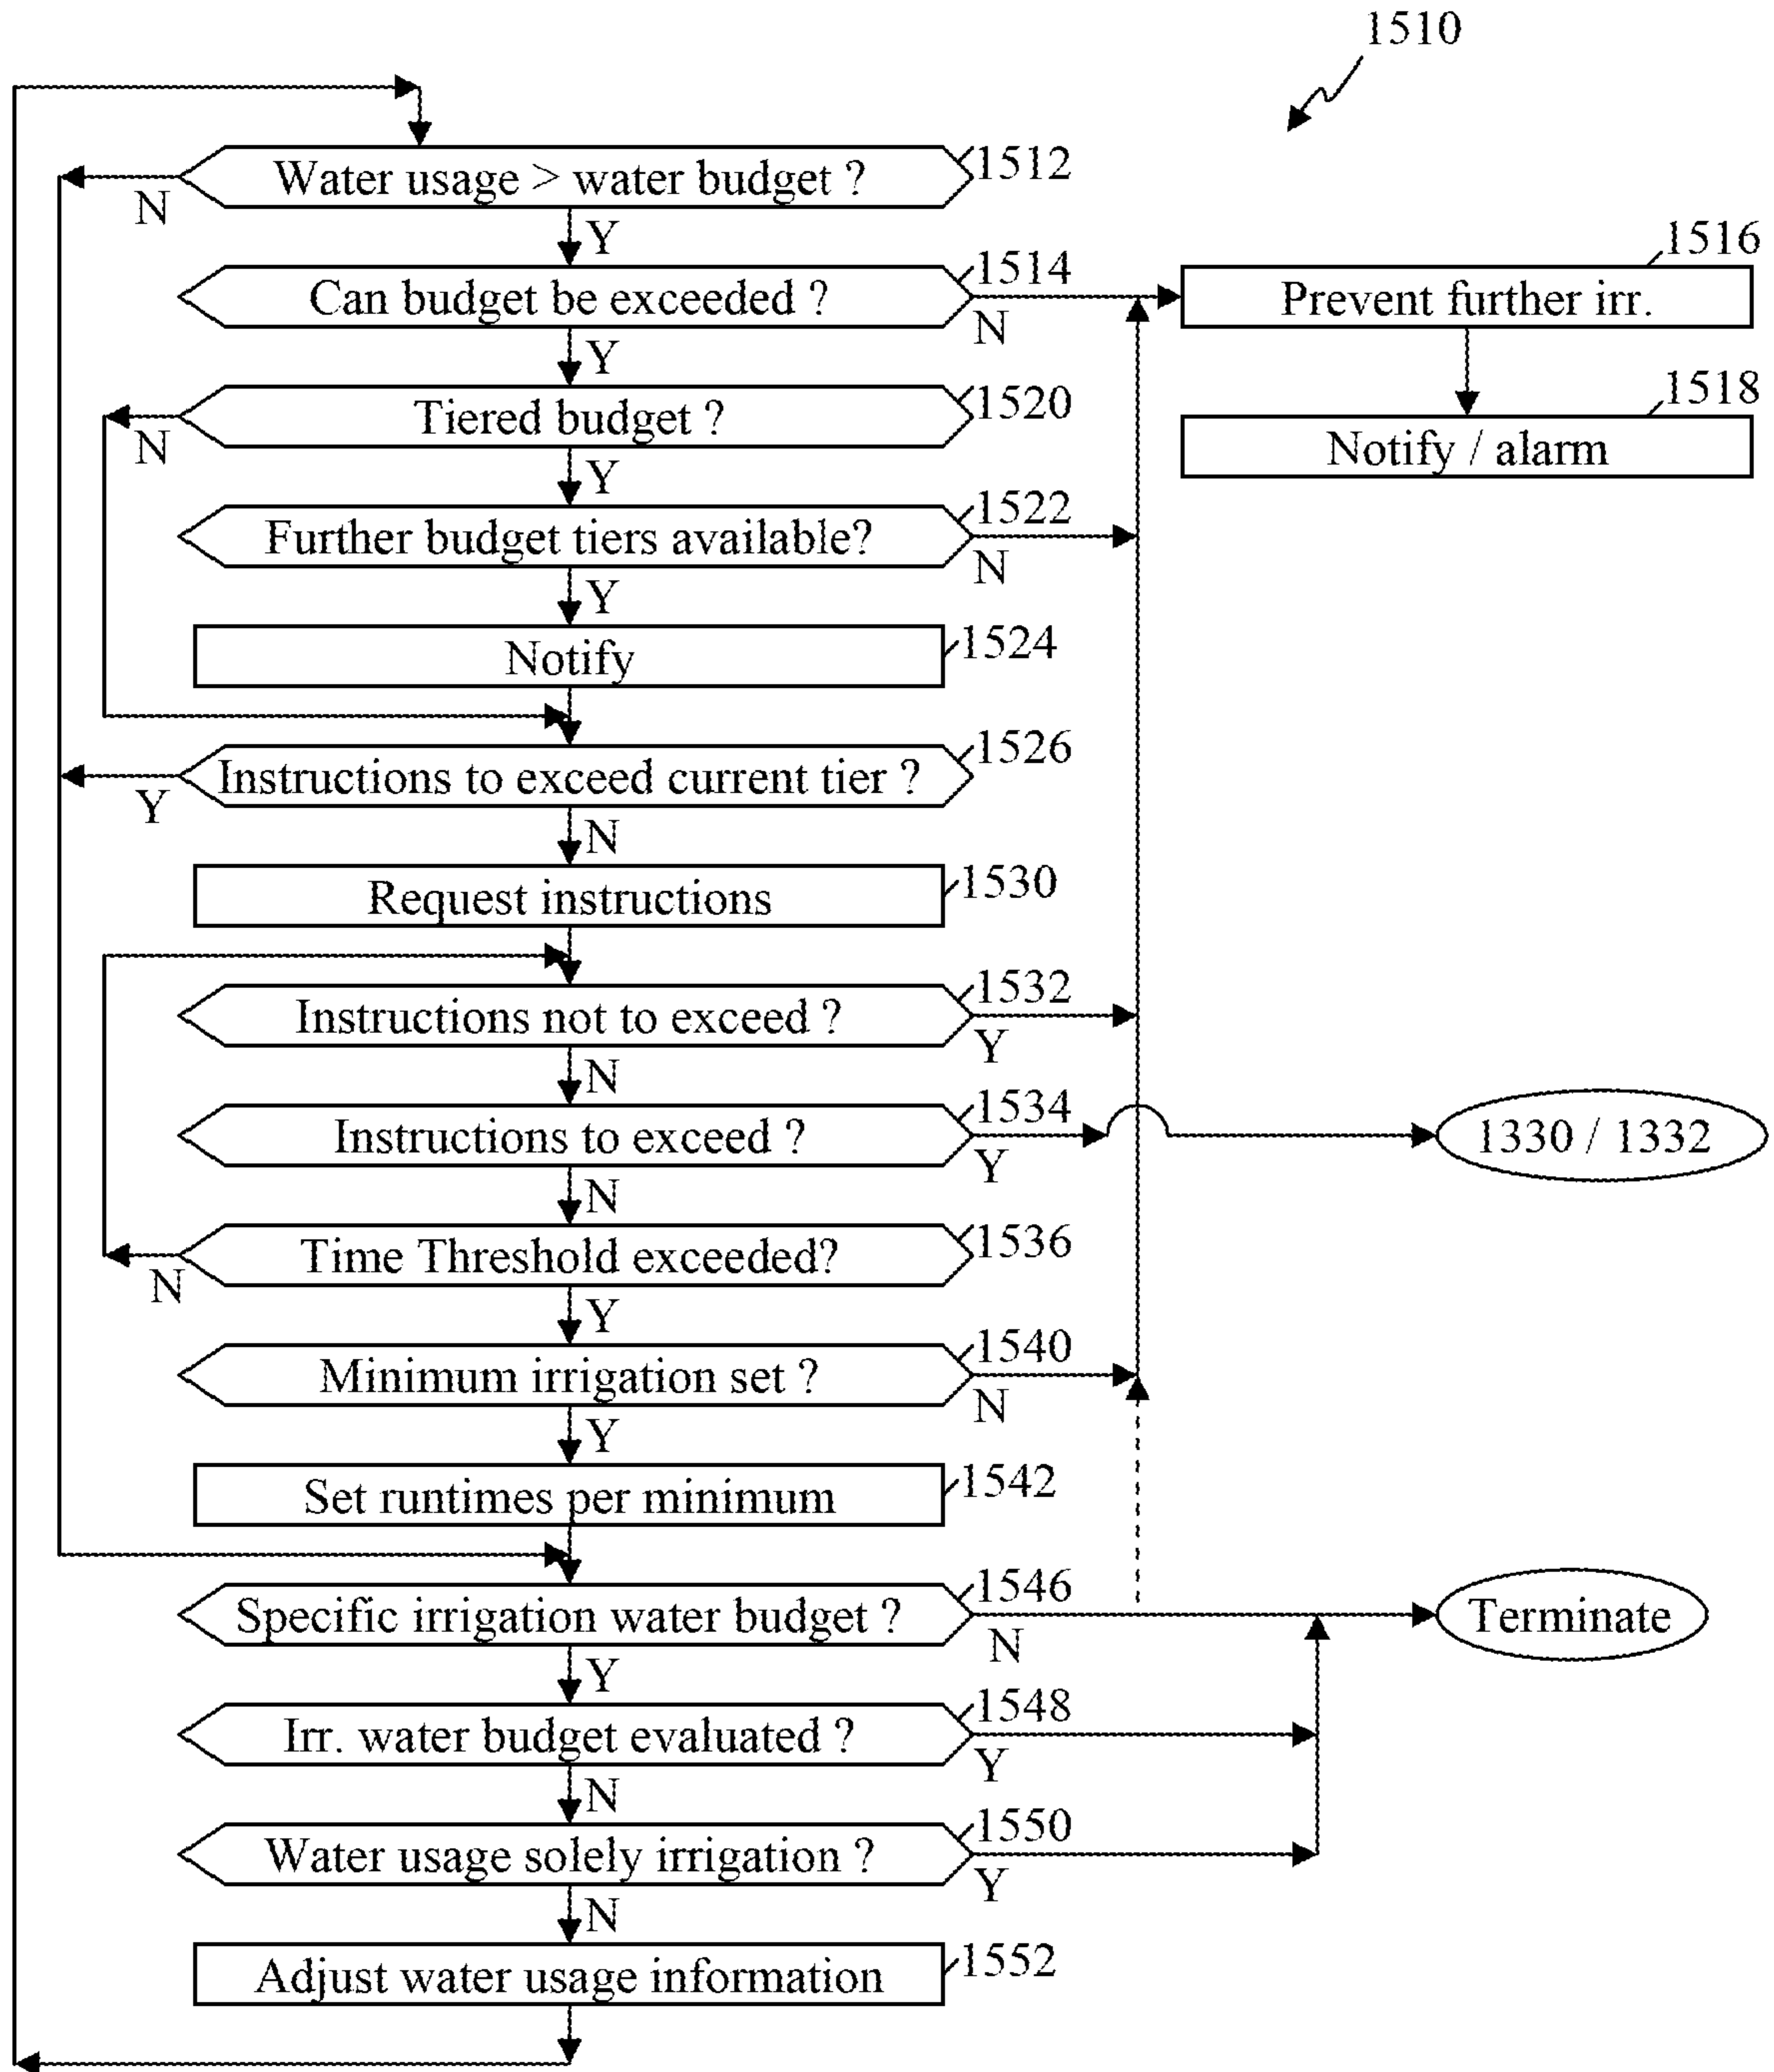 1510
Water usage > water budget ?
1512
N
Y
Can budget be exceeded ?
1514
N
Y
Prevent further irr.
1516
Notify / alarm
1518
Tiered budget ?
1520
N
Y
Further budget tiers available?
1522
N
Y
Notify
1524
Instructions to exceed current tier ?
1526
Y
N
Request instructions
1530
Instructions not to exceed ?
1532
Y
N
Instructions to exceed ?
1534
Y
N
1330 / 1332
Time Threshold exceeded?
1536
N
Y
Minimum irrigation set ?
1540
N
Y
Set runtimes per minimum
1542
Specific irrigation water budget ?
1546
N
Y
Terminate
Irr. water budget evaluated ?
1548
Y
N
Water usage solely irrigation ?
1550
Y
N
Adjust water usage information
1552